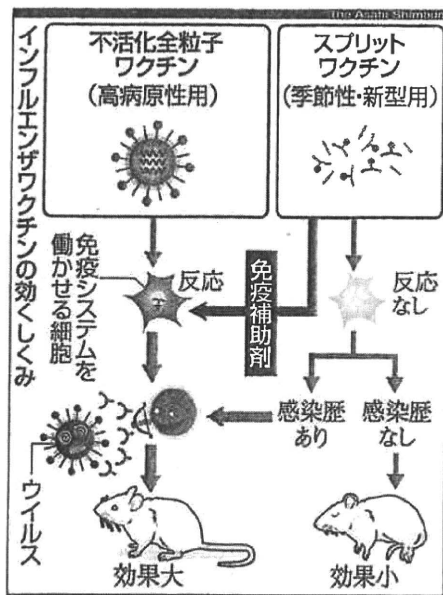 The Asahi Shimbun
インフルエンザワクチンの効くしくみ
不活化全粒子
ワクチン
(高病原性用)
スプリット
ワクチン
(季節性・新型用)
免疫システムを
働かせる細胞
反応
免疫補助剤
反応
なし
感染歴
あり
感染歴
なし
ウイルス
効果大
効果小